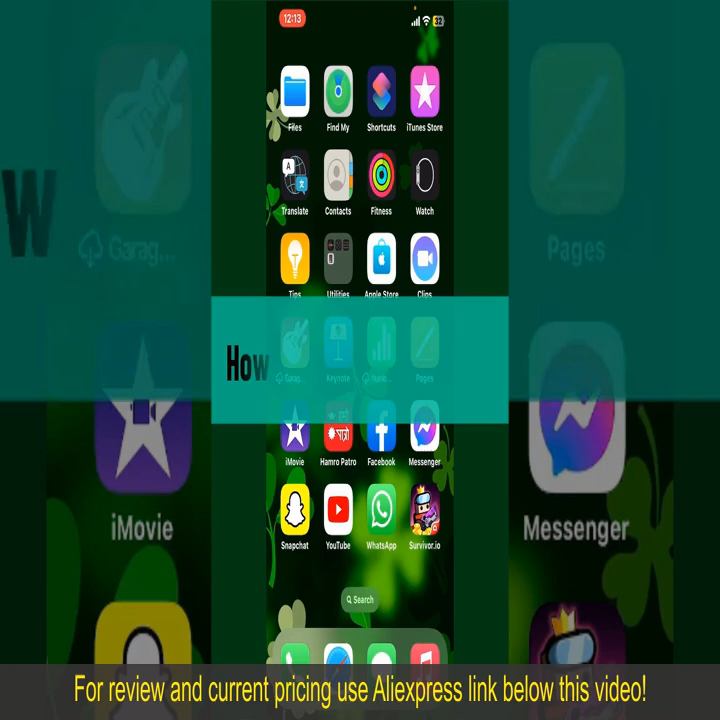 12:13
32
Files Find My Shortcuts iTunes Store
Translate Contacts Fitness Watch
Tips Utilities Apple Store Clips
W
Garag...
Pages
How
Garag... Keynote Pages
iMovie Hamro Patro Facebook Messenger
iMovie
Messenger
Snapchat YouTube WhatsApp Survivor.io
Search
For review and current pricing use Aliexpress link below this video!